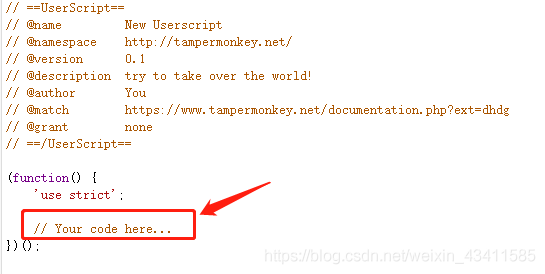 // ==UserScript==
// @name         New Userscript
// @namespace    http://tampermonkey.net/
// @version      0.1
// @description  try to take over the world!
// @author       You
// @match        https://www.tampermonkey.net/documentation.php?ext=dhdg
// @grant        none
// ==/UserScript==
(function() {
    'use strict';
    // Your code here...
})();
https://blog.csdn.net/weixin_43411585